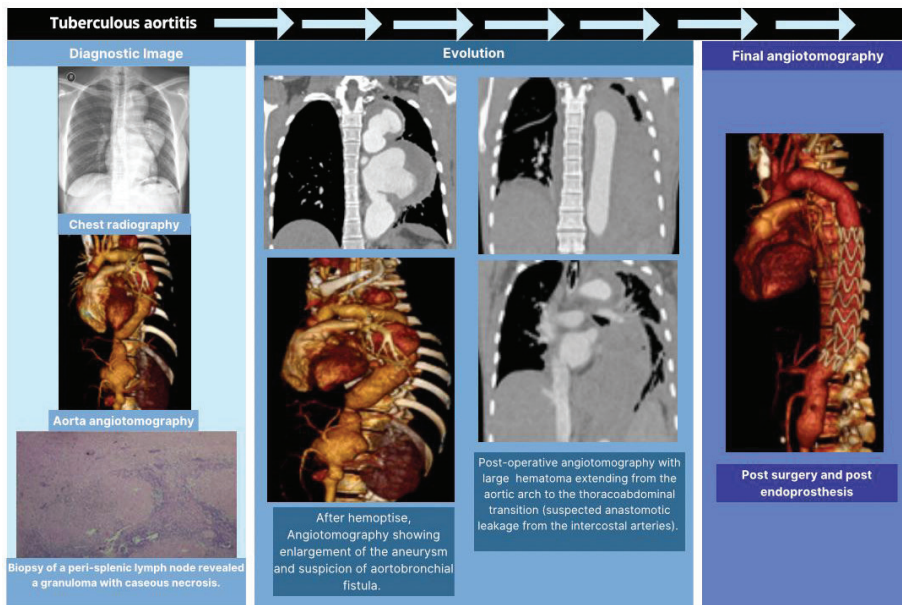 Tuberculous aortitis
Diagnostic Image
Chest radiography
Aorta angiotomography
Biopsy of a peri-splenic lymph node revealed
a granuloma with caseous necrosis.
Evolution
After hemoptise,
Angiotomography showing
enlargement of the aneurysm
and suspicion of aortobronchial
fistula.
Post-operative angiotomography with
large hematoma extending from the
aortic arch to the thoracoabdominal
transition (suspected anastomotic
leakage from the intercostal arteries).
Final angiotomography
Post surgery and post
endoprosthesis